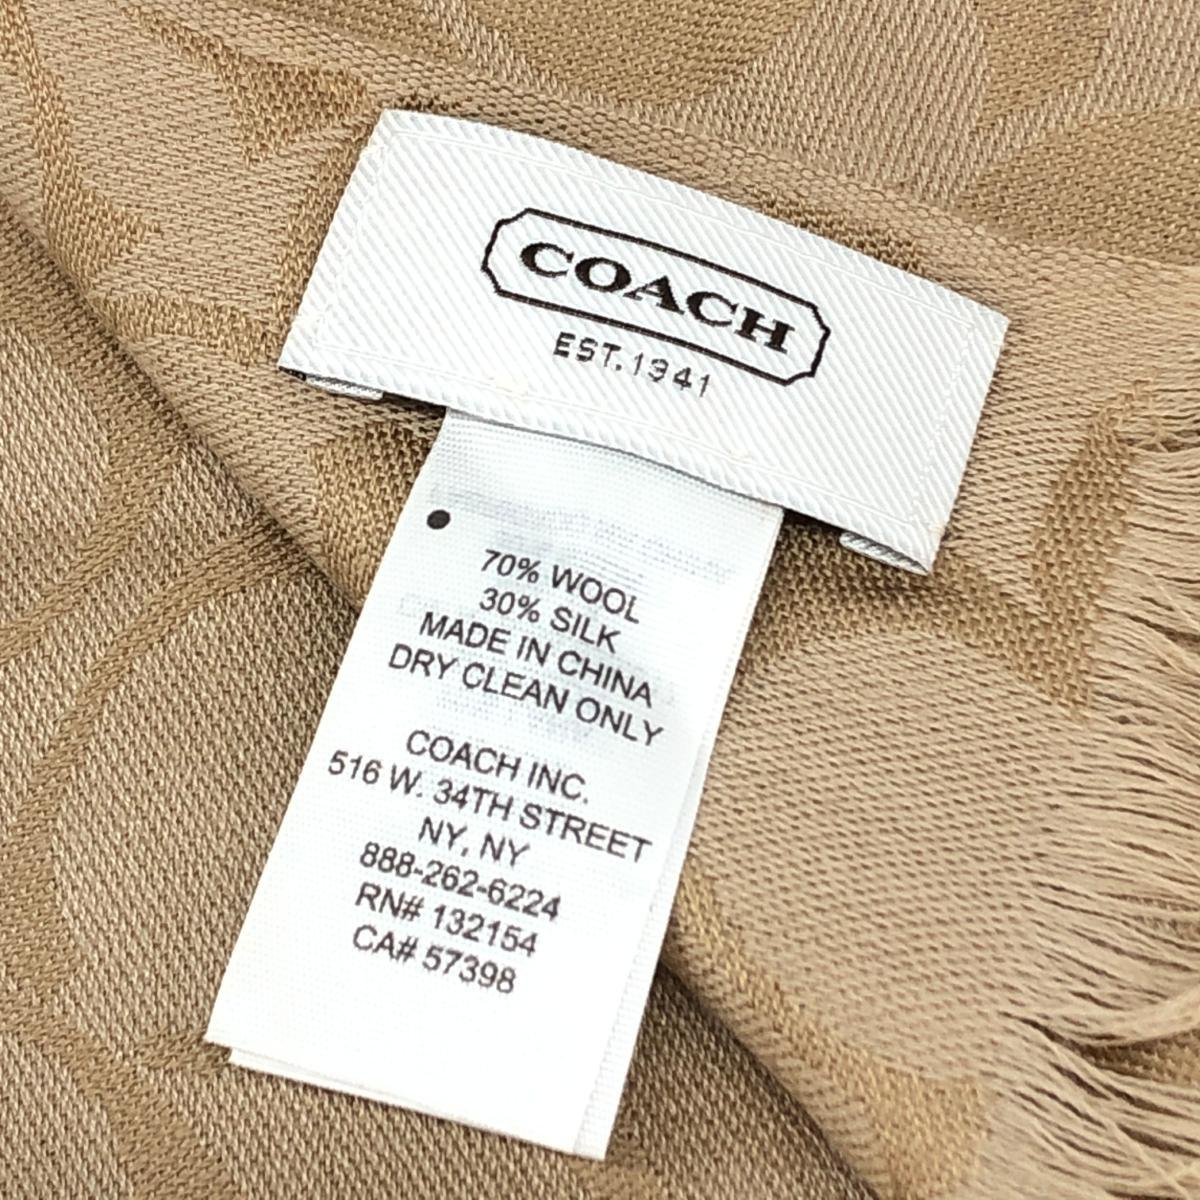 COACH
EST.1941
70% WOOL
30% SILK
MADE IN CHINA
DRY CLEAN ONLY
COACH INC.
516 W. 34TH STREET
NY, NY
888-262-6224
RN# 132154
CA# 57398